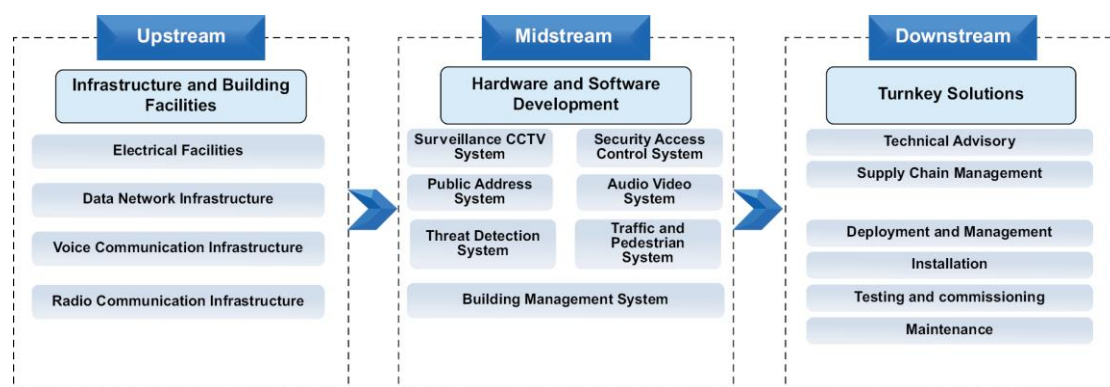 Upstream
Infrastructure and Building
Facilities
Electrical Facilities
Data Network Infrastructure
Voice Communication Infrastructure
Radio Communication Infrastructure
Midstream
Hardware and Software
Development
Surveillance CCTV
System
Security Access
Control System
Public Address
System
Audio Video
System
Threat Detection
System
Traffic and
Pedestrian
System
Building Management System
Downstream
Turnkey Solutions
Technical Advisory
Supply Chain Management
Deployment and Management
Installation
Testing and commissioning
Maintenance